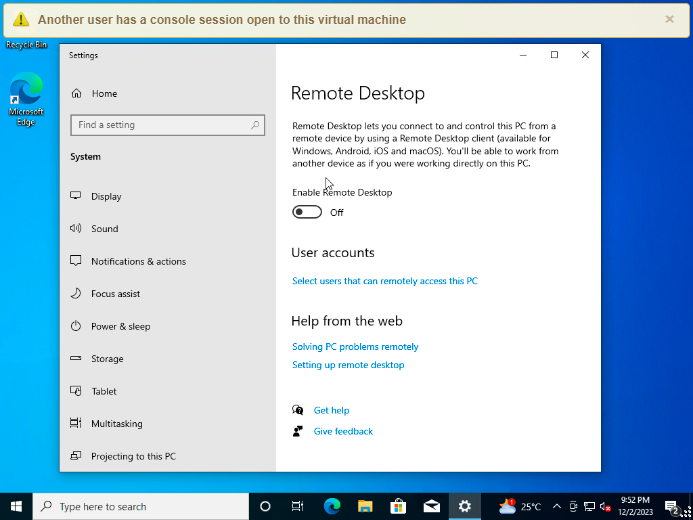 Another user has a console session open to this virtual machine
Recycle Bin
Microsoft
Edge
Settings
Home
Find a setting
System
Display
Sound
Notifications & actions
Focus assist
Power & sleep
Storage
Tablet
Multitasking
Projecting to this PC
Remote Desktop
Remote Desktop lets you connect to and control this PC from a
remote device by using a Remote Desktop client (available for
Windows, Android, iOS and macOS). You'll be able to work from
another device as if you were working directly on this PC.
Enable Remote Desktop
Off
User accounts
Select users that can remotely access this PC
Help from the web
Solving PC problems remotely
Setting up remote desktop
Get help
Give feedback
Type here to search
25°C
9:52 PM
12/2/2023
2